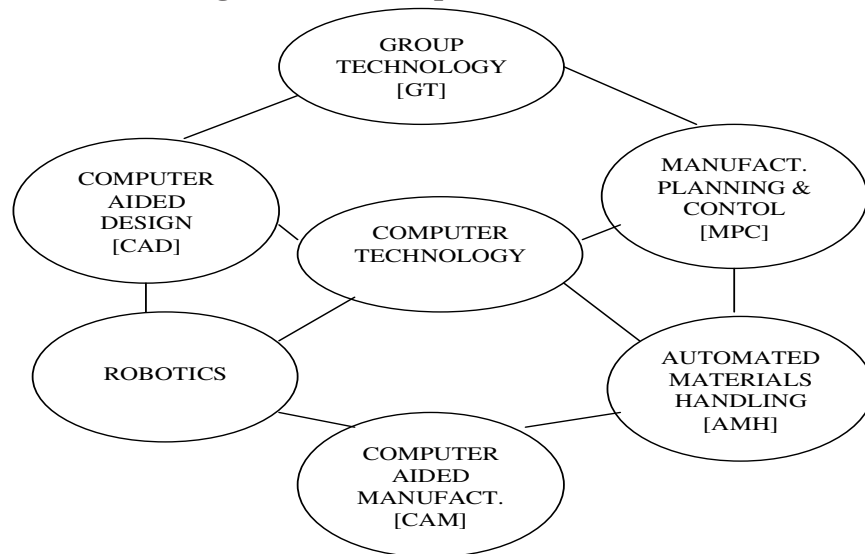 GROUP
TECHNOLOGY
[GT]
COMPUTER
AIDED
DESIGN
[CAD]
MANUFACT.
PLANNING &
CONTOL
[MPC]
COMPUTER
TECHNOLOGY
ROBOTICS
AUTOMATED
MATERIALS
HANDLING
[AMH]
COMPUTER
AIDED
MANUFACT.
[CAM]